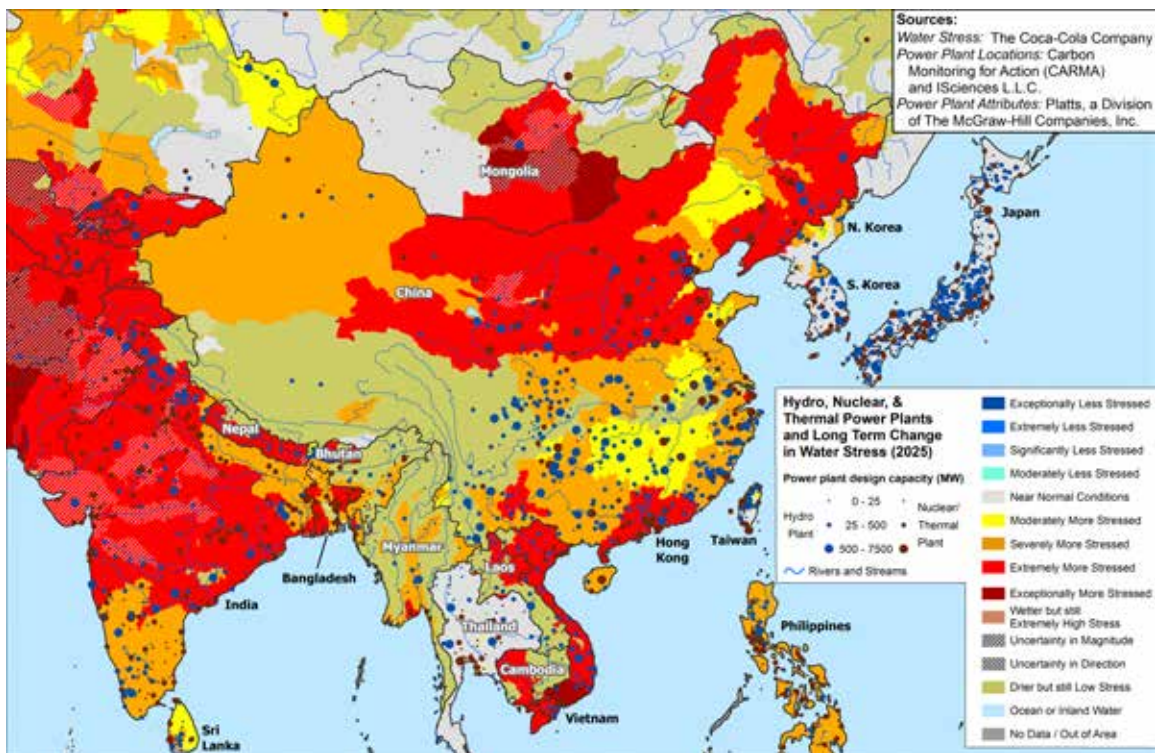 Sources:
Water Stress: The Coca-Cola Company
Power Plant Locations: Carbon
Monitoring for Action (CARMA)
and ISciences L.L.C.
Power Plant Attributes: Platts, a Division
of The McGraw-Hill Companies, Inc.
Mongolia
Japan
N. Korea
S. Korea
China
Nepal
Bhutan
Myanmar
Laos
Hong
Kong
Taiwan
Bangladesh
India
Thailand
Cambodia
Philippines
Vietnam
Sri
Lanka
Hydro, Nuclear, &
Thermal Power Plants
and Long Term Change
in Water Stress (2025)
Power plant design capacity (MW)
Hydro
Plant
0 - 25
25 - 500
500 - 7500
Nuclear/
Thermal
Plant
Rivers and Streams
Exceptionally Less Stressed
Extremely Less Stressed
Significantly Less Stressed
Moderately Less Stressed
Near Normal Conditions
Moderately More Stressed
Severely More Stressed
Extremely More Stressed
Exceptionally More Stressed
Wetter but still
Extremely High Stress
Uncertainty in Magnitude
Uncertainty in Direction
Drier but still Low Stress
Ocean or Inland Water
No Data / Out of Area